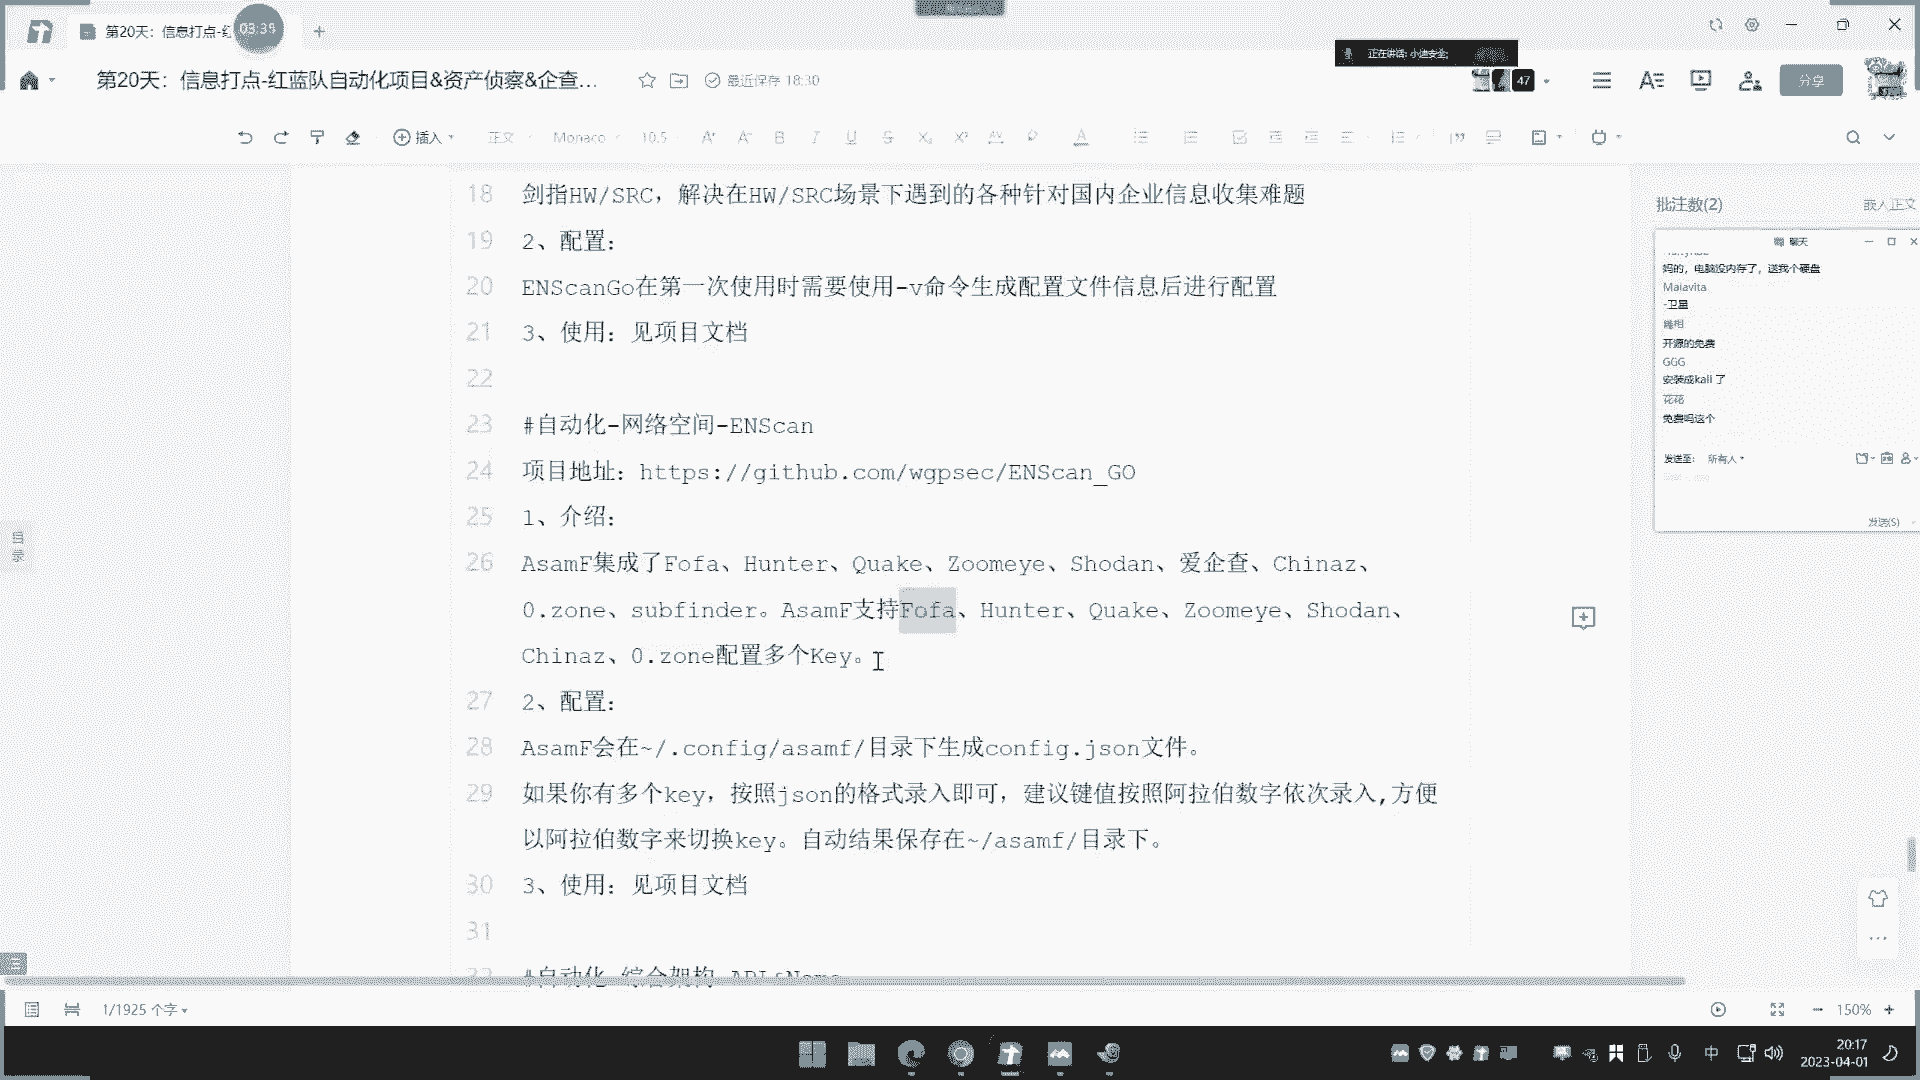 第20天：信息打点-红
03:35
第20天：信息打点-红蓝队自动化项目&资产侦察&企查...
最近保存 18:30
正在讲话: 小迪安全;
47
分享
插入
正文
Monaco
10.5
18 剑指HW/SRC，解决在HW/SRC场景下遇到的各种针对国内企业信息收集难题
19 2、配置：
20 ENScanGo在第一次使用时需要使用-v命令生成配置文件信息后进行配置
21 3、使用：见项目文档
22
23 #自动化-网络空间-ENScan
24 项目地址：https://github.com/wgpsec/ENScan_GO
25 1、介绍：
26 AsamF集成了Fofa、Hunter、Quake、Zoomeye、Shodan、爱企查、Chinaz、
0.zone、subfinder。AsamF支持Fofa、Hunter、Quake、Zoomeye、Shodan、
Chinaz、0.zone配置多个Key。
27 2、配置：
28 AsamF会在~/.config/asamf/目录下生成config.json文件。
29 如果你有多个key，按照json的格式录入即可，建议键值按照阿拉伯数字依次录入,方便
以阿拉伯数字来切换key。自动结果保存在~/asamf/目录下。
30 3、使用：见项目文档
31
目录
批注数(2)
嵌入正文
聊天
妈的，电脑没内存了，送我个硬盘
Malavita
-卫星
开源的免费
GGG
安装成kali 了
花花
免费吗这个
发送至: 所有人
发送(S)
1/1925 个字
150%
中
20:17
2023-04-01